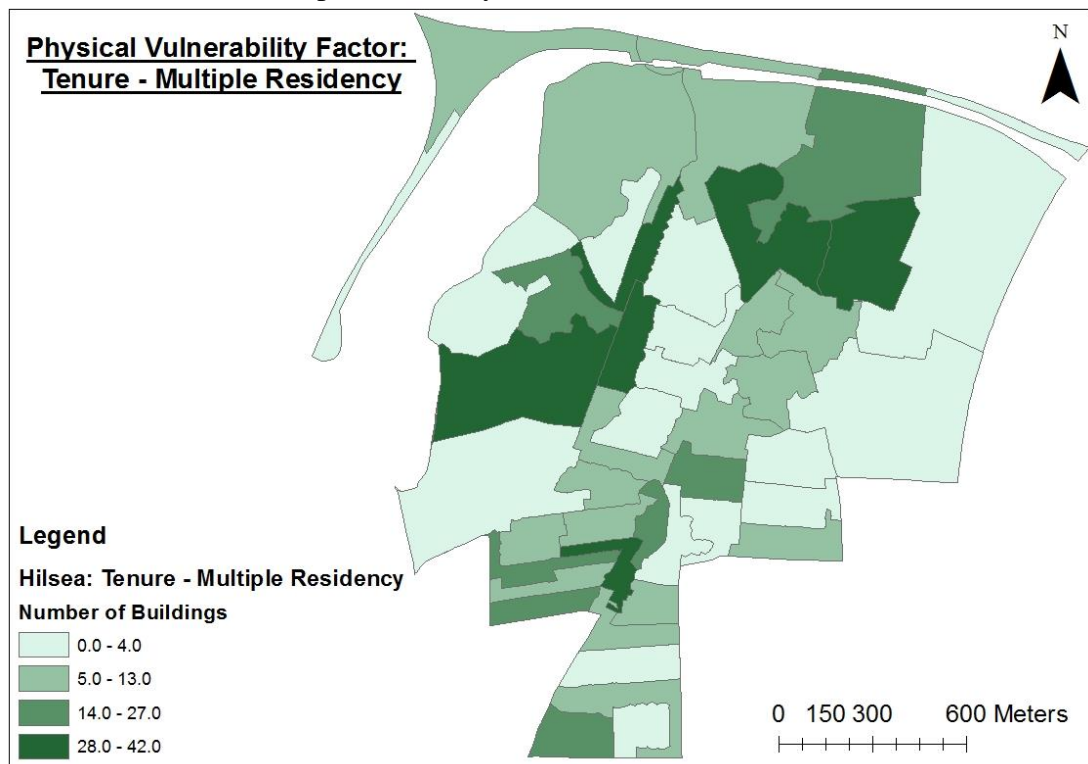 Physical Vulnerability Factor:
Tenure - Multiple Residency
N
Legend
Hilsea: Tenure - Multiple Residency
Number of Buildings
0.0 - 4.0
5.0 - 13.0
14.0 - 27.0
28.0 - 42.0
0 150 300 600 Meters